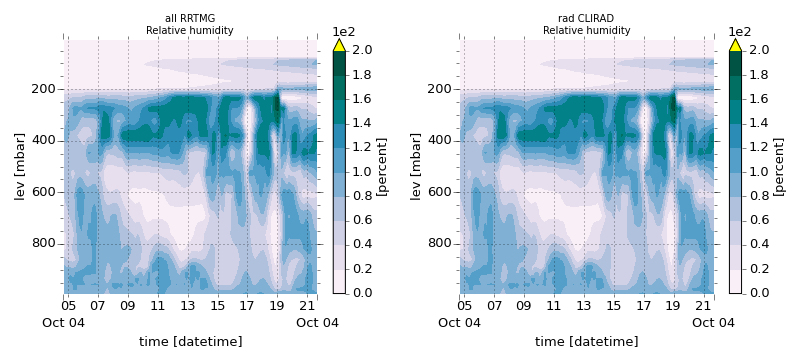 all RRTMG
Relative humidity
1e2
2.0
1.8
1.6
1.4
1.2
1.0
0.8
0.6
0.4
0.2
0.0
[percent]
200
400
600
800
lev [mbar]
05 07 09 11 13 15 17 19 21
Oct 04 Oct 04
time [datetime]
rad CLIRAD
Relative humidity
1e2
2.0
1.8
1.6
1.4
1.2
1.0
0.8
0.6
0.4
0.2
0.0
[percent]
200
400
600
800
lev [mbar]
05 07 09 11 13 15 17 19 21
Oct 04 Oct 04
time [datetime]